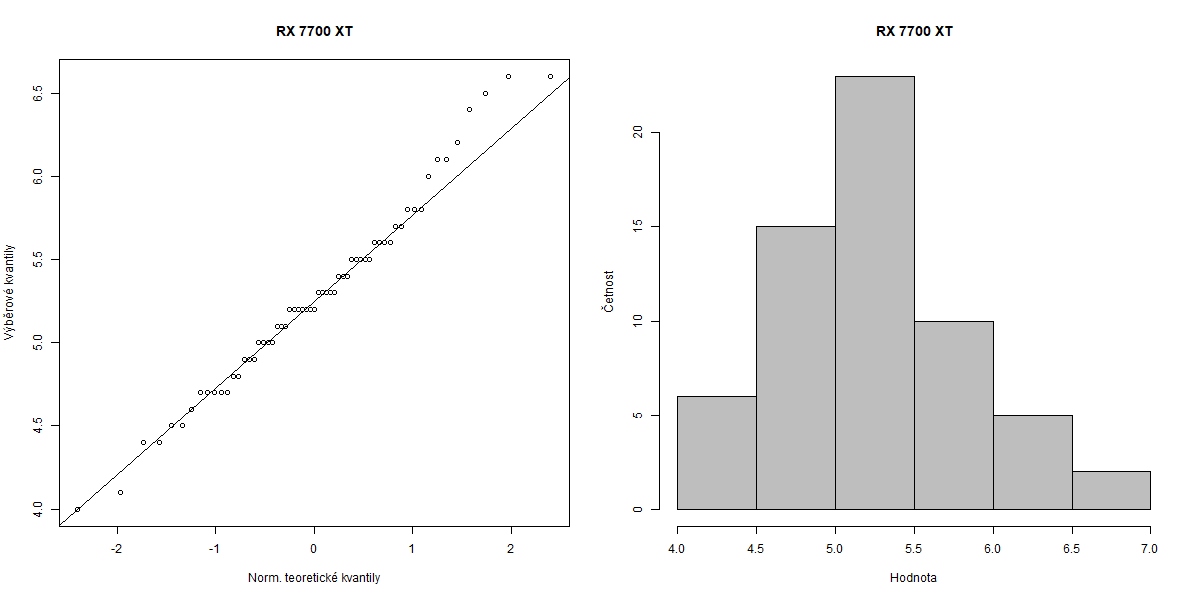 RX 7700 XT
6.5
6.0
5.5
5.0
4.5
4.0
Výběrové kvantily
-2 -1 0 1 2
Norm. teoretické kvantily
RX 7700 XT
20
15
10
5
0
Četnost
4.0 4.5 5.0 5.5 6.0 6.5 7.0
Hodnota